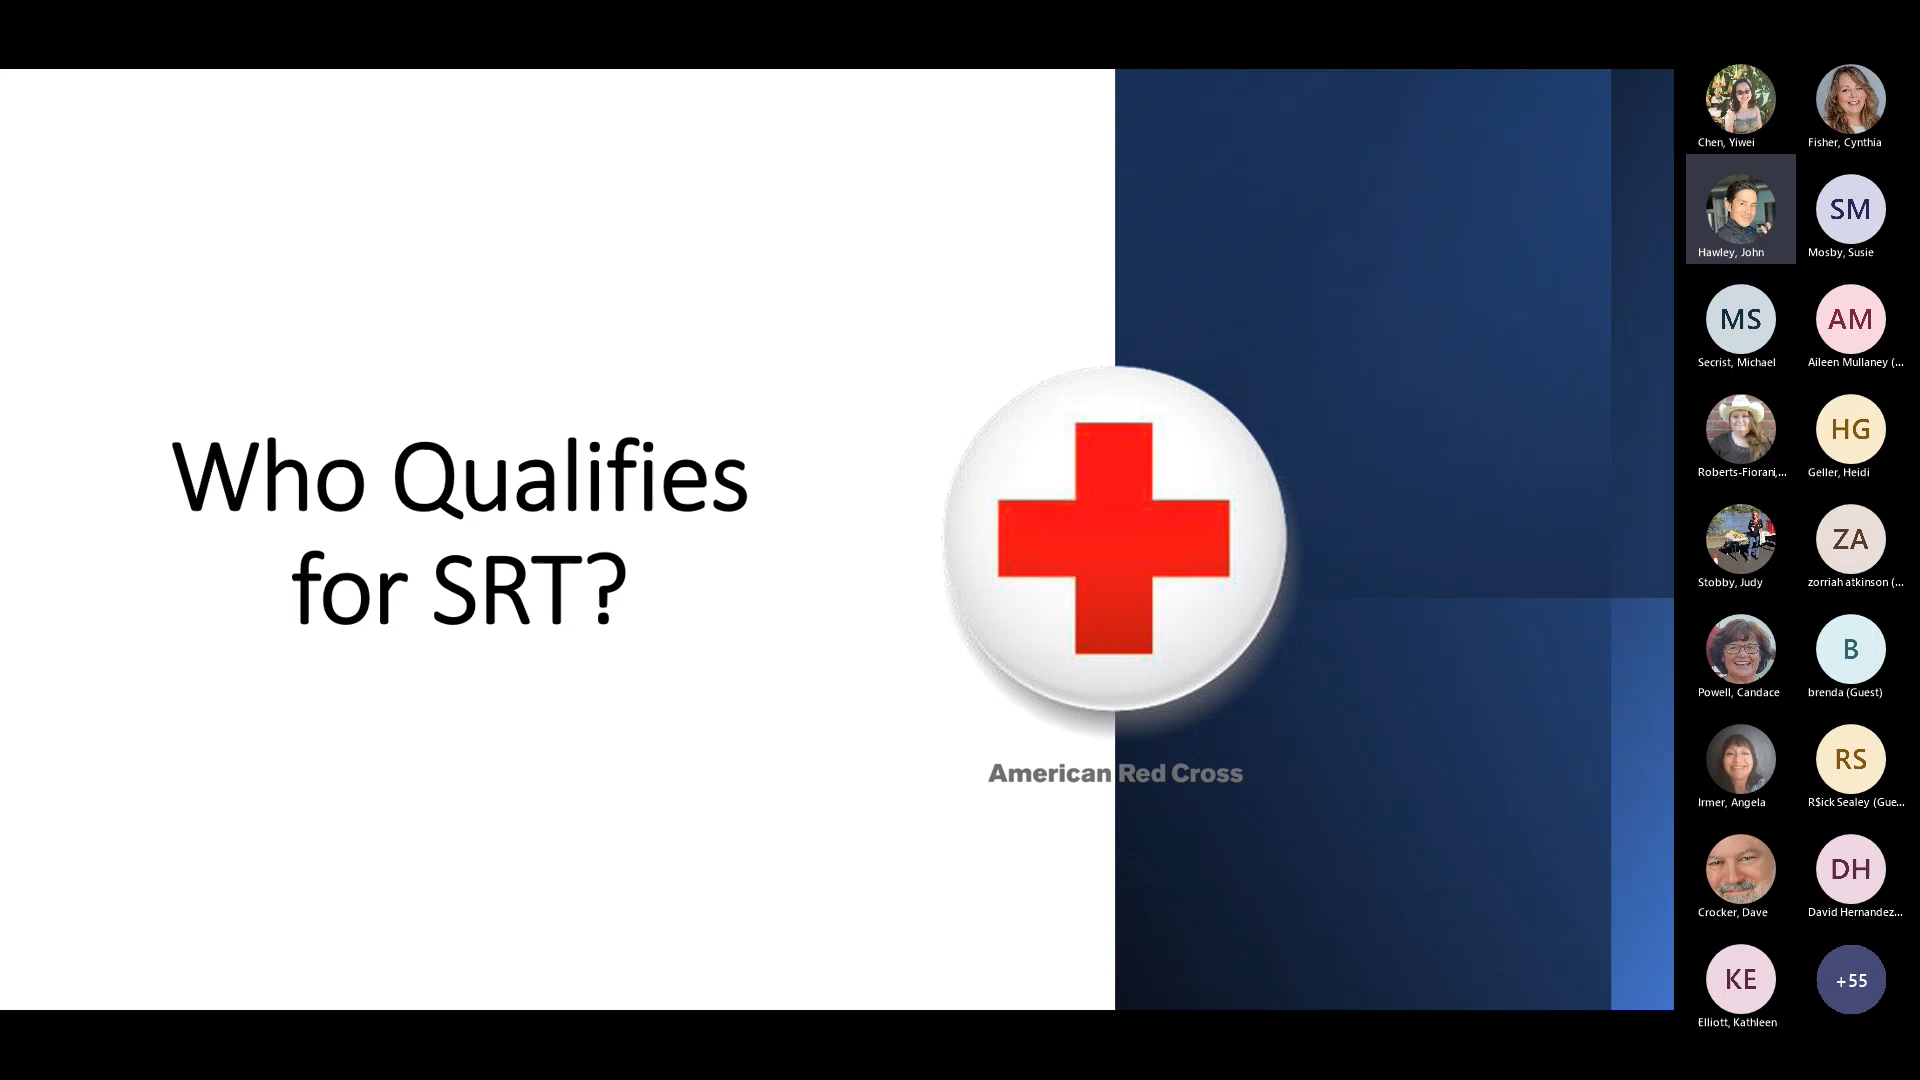 Who Qualifies
for SRT?
American Red Cross
Chen, Yiwei
Fisher, Cynthia
Hawley, John
SM
Mosby, Susie
MS
Secrist, Michael
AM
Aileen Mullaney (...
Roberts-Fiorani,...
HG
Geller, Heidi
Stobby, Judy
ZA
zorriah atkinson (...
Powell, Candace
B
brenda (Guest)
Irmer, Angela
RS
R$ick Sealey (Gue...
Crocker, Dave
DH
David Hernandez...
KE
Elliott, Kathleen
+55